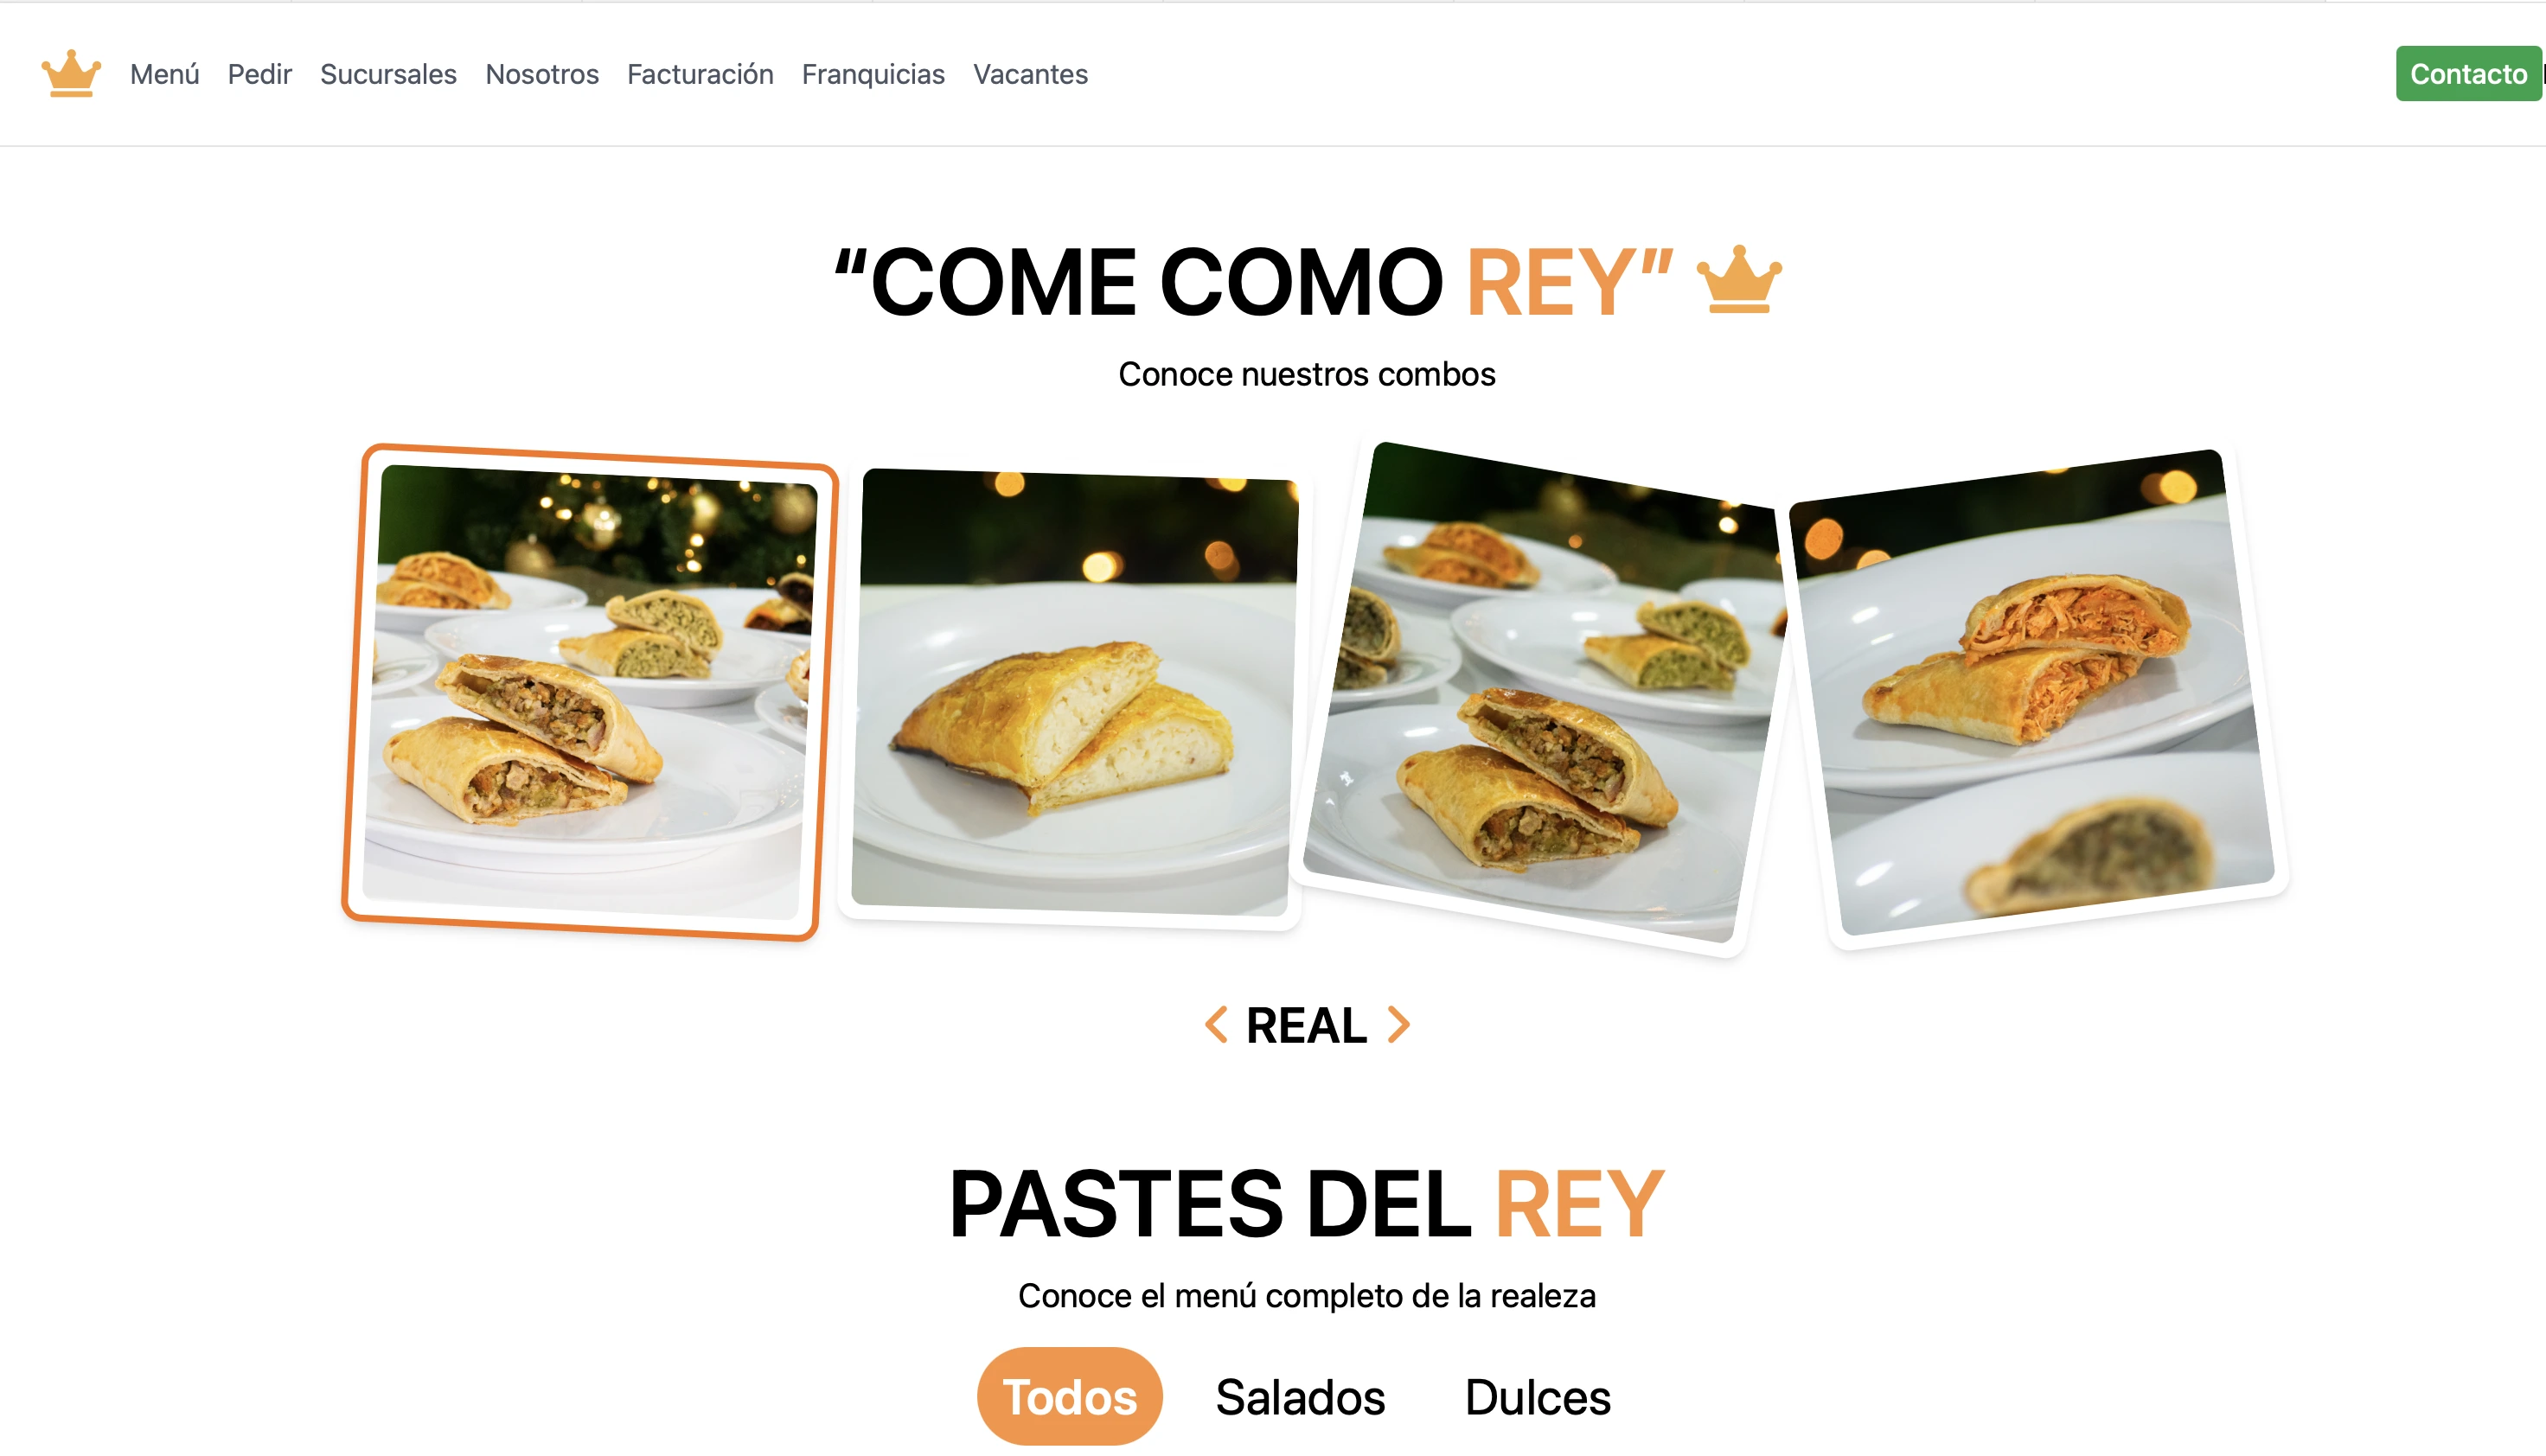 Menú Pedir Sucursales Nosotros Facturación Franquicias Vacantes Contacto
“COME COMO REY”
Conoce nuestros combos
REAL
PASTES DEL REY
Conoce el menú completo de la realeza
Todos Salados Dulces